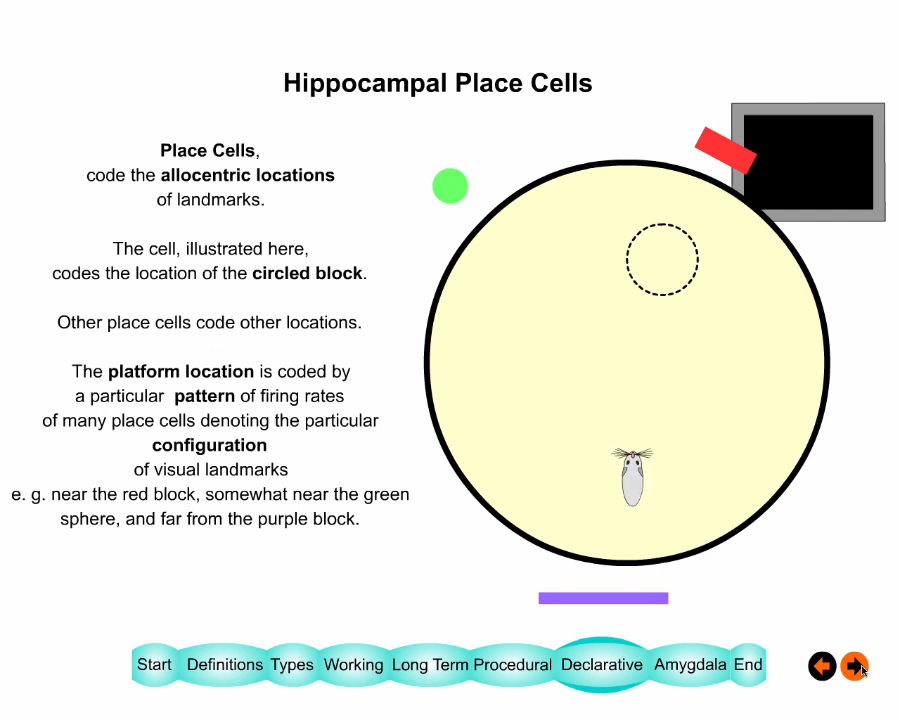 Hippocampal Place Cells
Place Cells,
code the allocentric locations
of landmarks.
The cell, illustrated here,
codes the location of the circled block.
Other place cells code other locations.
The platform location is coded by
a particular pattern of firing rates
of many place cells denoting the particular
configuration
of visual landmarks
e. g. near the red block, somewhat near the green
sphere, and far from the purple block.
Start Definitions Types Working Long Term Procedural Declarative Amygdala End